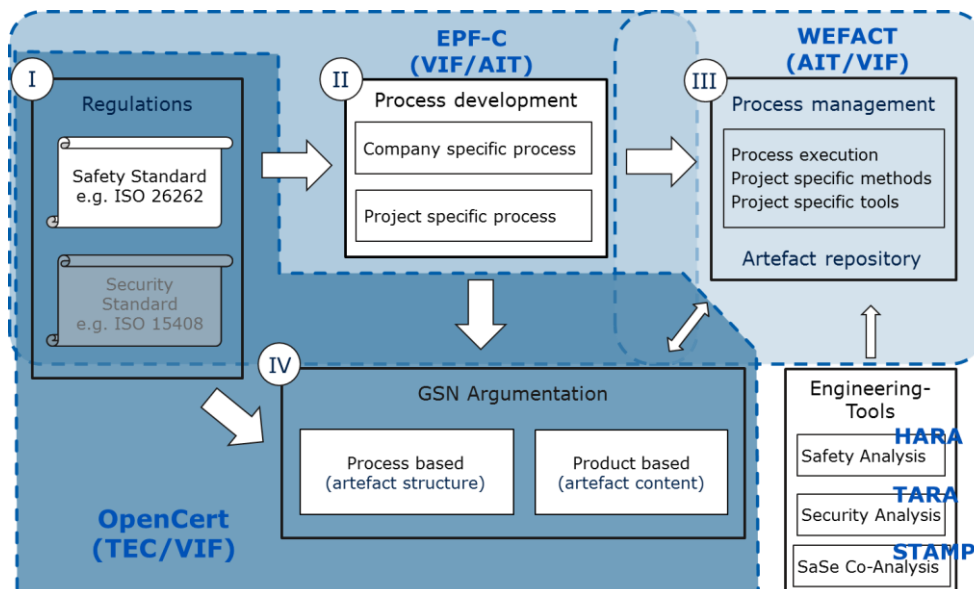 EPF-C
(VIF/AIT)
WEFACT
(AIT/VIF)
I
Regulations
Safety Standard
e.g. ISO 26262
Security
Standard
e.g. ISO 15408
II
Process development
Company specific process
Project specific process
III
Process management
Process execution
Project specific methods
Project specific tools
Artefact repository
IV
GSN Argumentation
Process based
(artefact structure)
Product based
(artefact content)
OpenCert
(TEC/VIF)
Engineering-
Tools
HARA
Safety Analysis
TARA
Security Analysis
STAMP
SaSe Co-Analysis